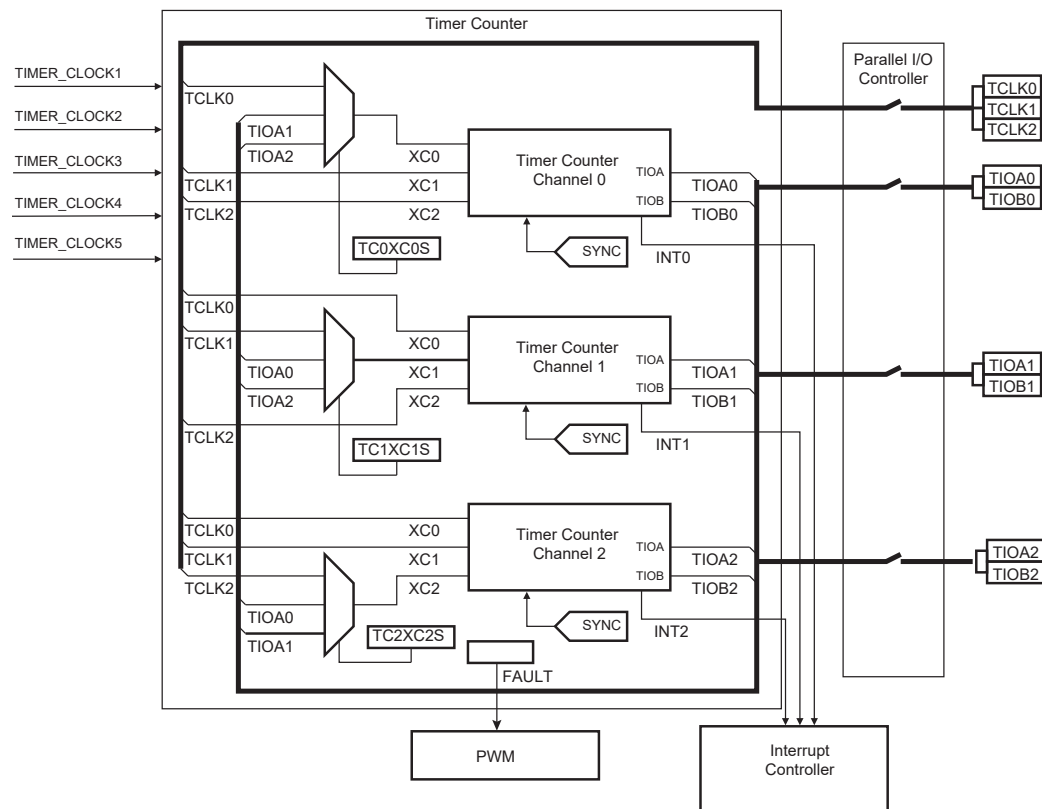 Timer Counter
Parallel I/O
Controller
TIMER_CLOCK1
TCLK0
TCLK0
TCLK1
TIMER_CLOCK2
TIOA1
TCLK2
TIOA2
XC0
Timer Counter
Channel 0
TIOA
TIMER_CLOCK3
TCLK1
XC1
TIOA0
TIOA0
TIMER_CLOCK4
TCLK2
XC2
TIOB
TIOB0
TIOB0
TIMER_CLOCK5
TC0XC0S
SYNC
INT0
TCLK0
TCLK1
XC0
Timer Counter
Channel 1
TIOA
TIOA0
XC1
TIOA1
TIOA1
TIOA2
XC2
TIOB
TIOB1
TIOB1
TCLK2
TC1XC1S
SYNC
INT1
TCLK0
XC0
Timer Counter
Channel 2
TIOA
TCLK1
XC1
TIOA2
TIOA2
TCLK2
XC2
TIOB
TIOB2
TIOB2
TIOA0
TIOA1
TC2XC2S
SYNC
INT2
FAULT
PWM
Interrupt
Controller